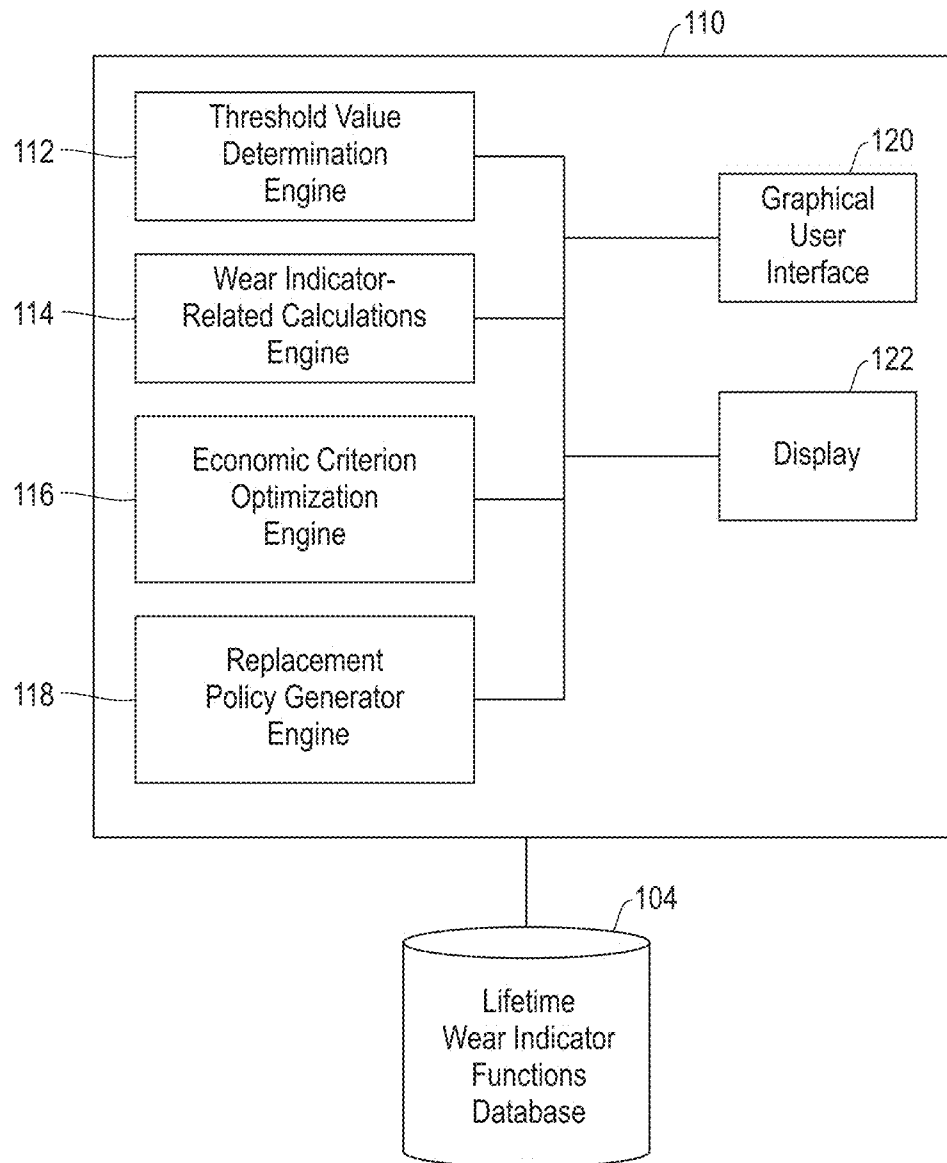 110
112
Threshold Value
Determination
Engine
120
Graphical
User
Interface
114
Wear Indicator-
Related Calculations
Engine
122
Display
116
Economic Criterion
Optimization
Engine
118
Replacement
Policy Generator
Engine
104
Lifetime
Wear Indicator
Functions
Database